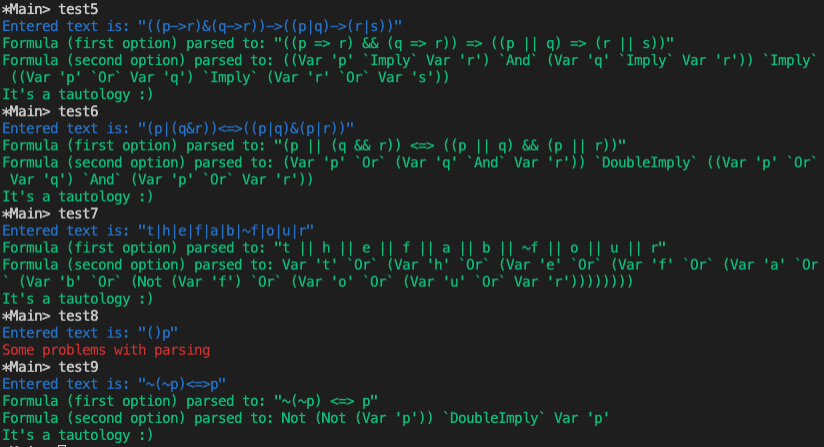 *Main> test5
Entered text is: "((p->r)&(q->r))->((p|q)->(r|s))"
Formula (first option) parsed to: "((p => r) && (q => r)) => ((p || q) => (r || s))"
Formula (second option) parsed to: ((Var 'p' `Imply` Var 'r') `And` (Var 'q' `Imply` Var 'r')) `Imply`
((Var 'p' `Or` Var 'q') `Imply` (Var 'r' `Or` Var 's'))
It's a tautology :)
*Main> test6
Entered text is: "(p|(q&r))<=>((p|q)&(p|r))"
Formula (first option) parsed to: "(p || (q && r)) <=> ((p || q) && (p || r))"
Formula (second option) parsed to: (Var 'p' `Or` (Var 'q' `And` Var 'r')) `DoubleImply` ((Var 'p' `Or`
Var 'q') `And` (Var 'p' `Or` Var 'r'))
It's a tautology :)
*Main> test7
Entered text is: "t|h|e|f|a|b|~f|o|u|r"
Formula (first option) parsed to: "t || h || e || f || a || b || ~f || o || u || r"
Formula (second option) parsed to: Var 't' `Or` (Var 'h' `Or` (Var 'e' `Or` (Var 'f' `Or` (Var 'a' `Or
` (Var 'b' `Or` (Not (Var 'f') `Or` (Var 'o' `Or` (Var 'u' `Or` Var 'r'))))))))
It's a tautology :)
*Main> test8
Entered text is: "()p"
Some problems with parsing
*Main> test9
Entered text is: "~(~p)<=>p"
Formula (first option) parsed to: "~(~p) <=> p"
Formula (second option) parsed to: Not (Not (Var 'p')) `DoubleImply` Var 'p'
It's a tautology :)